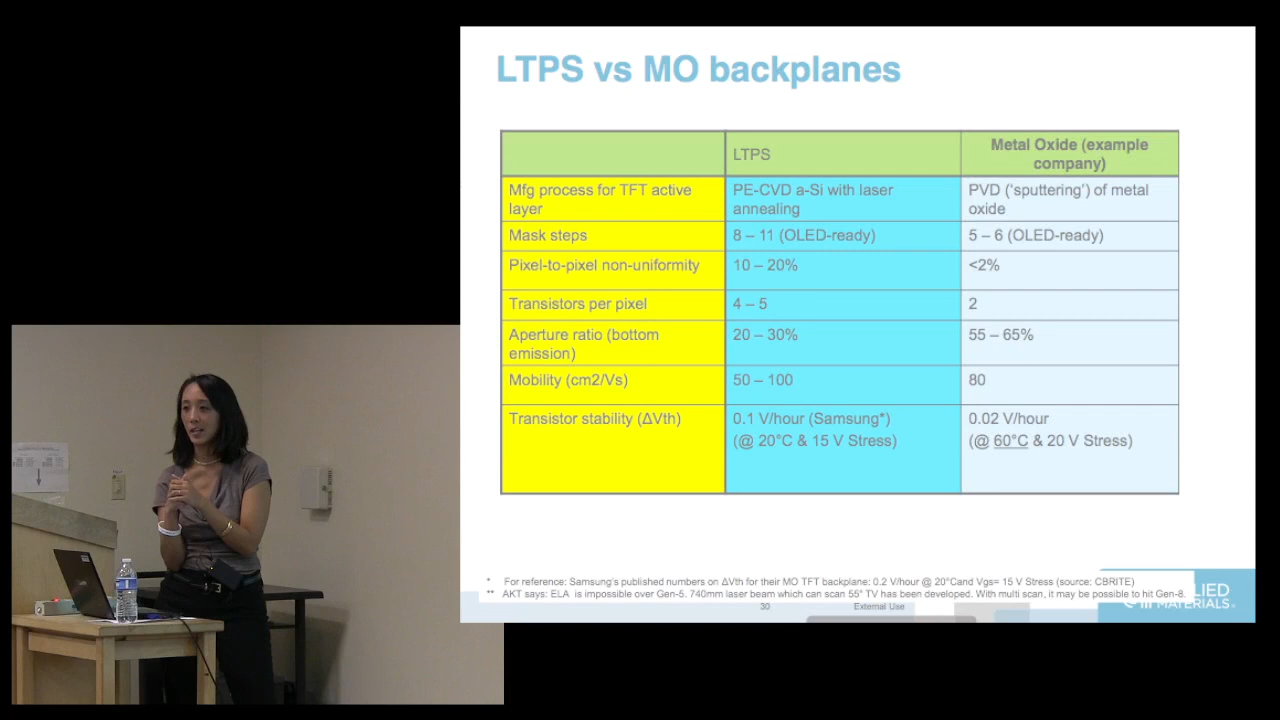 LTPS vs MO backplanes
LTPS
Metal Oxide (example
company)
Mfg process for TFT active
layer
PE-CVD a-Si with laser
annealing
PVD (‘sputtering’) of metal
oxide
Mask steps
8 – 11 (OLED-ready)
5 – 6 (OLED-ready)
Pixel-to-pixel non-uniformity
10 – 20%
<2%
Transistors per pixel
4 – 5
2
Aperture ratio (bottom
emission)
20 – 30%
55 – 65%
Mobility (cm2/Vs)
50 – 100
80
Transistor stability (ΔVth)
0.1 V/hour (Samsung*)
(@ 20°C & 15 V Stress)
0.02 V/hour
(@ 60°C & 20 V Stress)
* For reference: Samsung's published numbers on ΔVth for their MO TFT backplane: 0.2 V/hour @ 20°Cand Vgs= 15 V Stress (source: CBRITE)
** AKT says: ELA is impossible over Gen-5. 740mm laser beam which can scan 55" TV has been developed. With multi scan, it may be possible to hit Gen-8.
30
External Use
MATERIALS